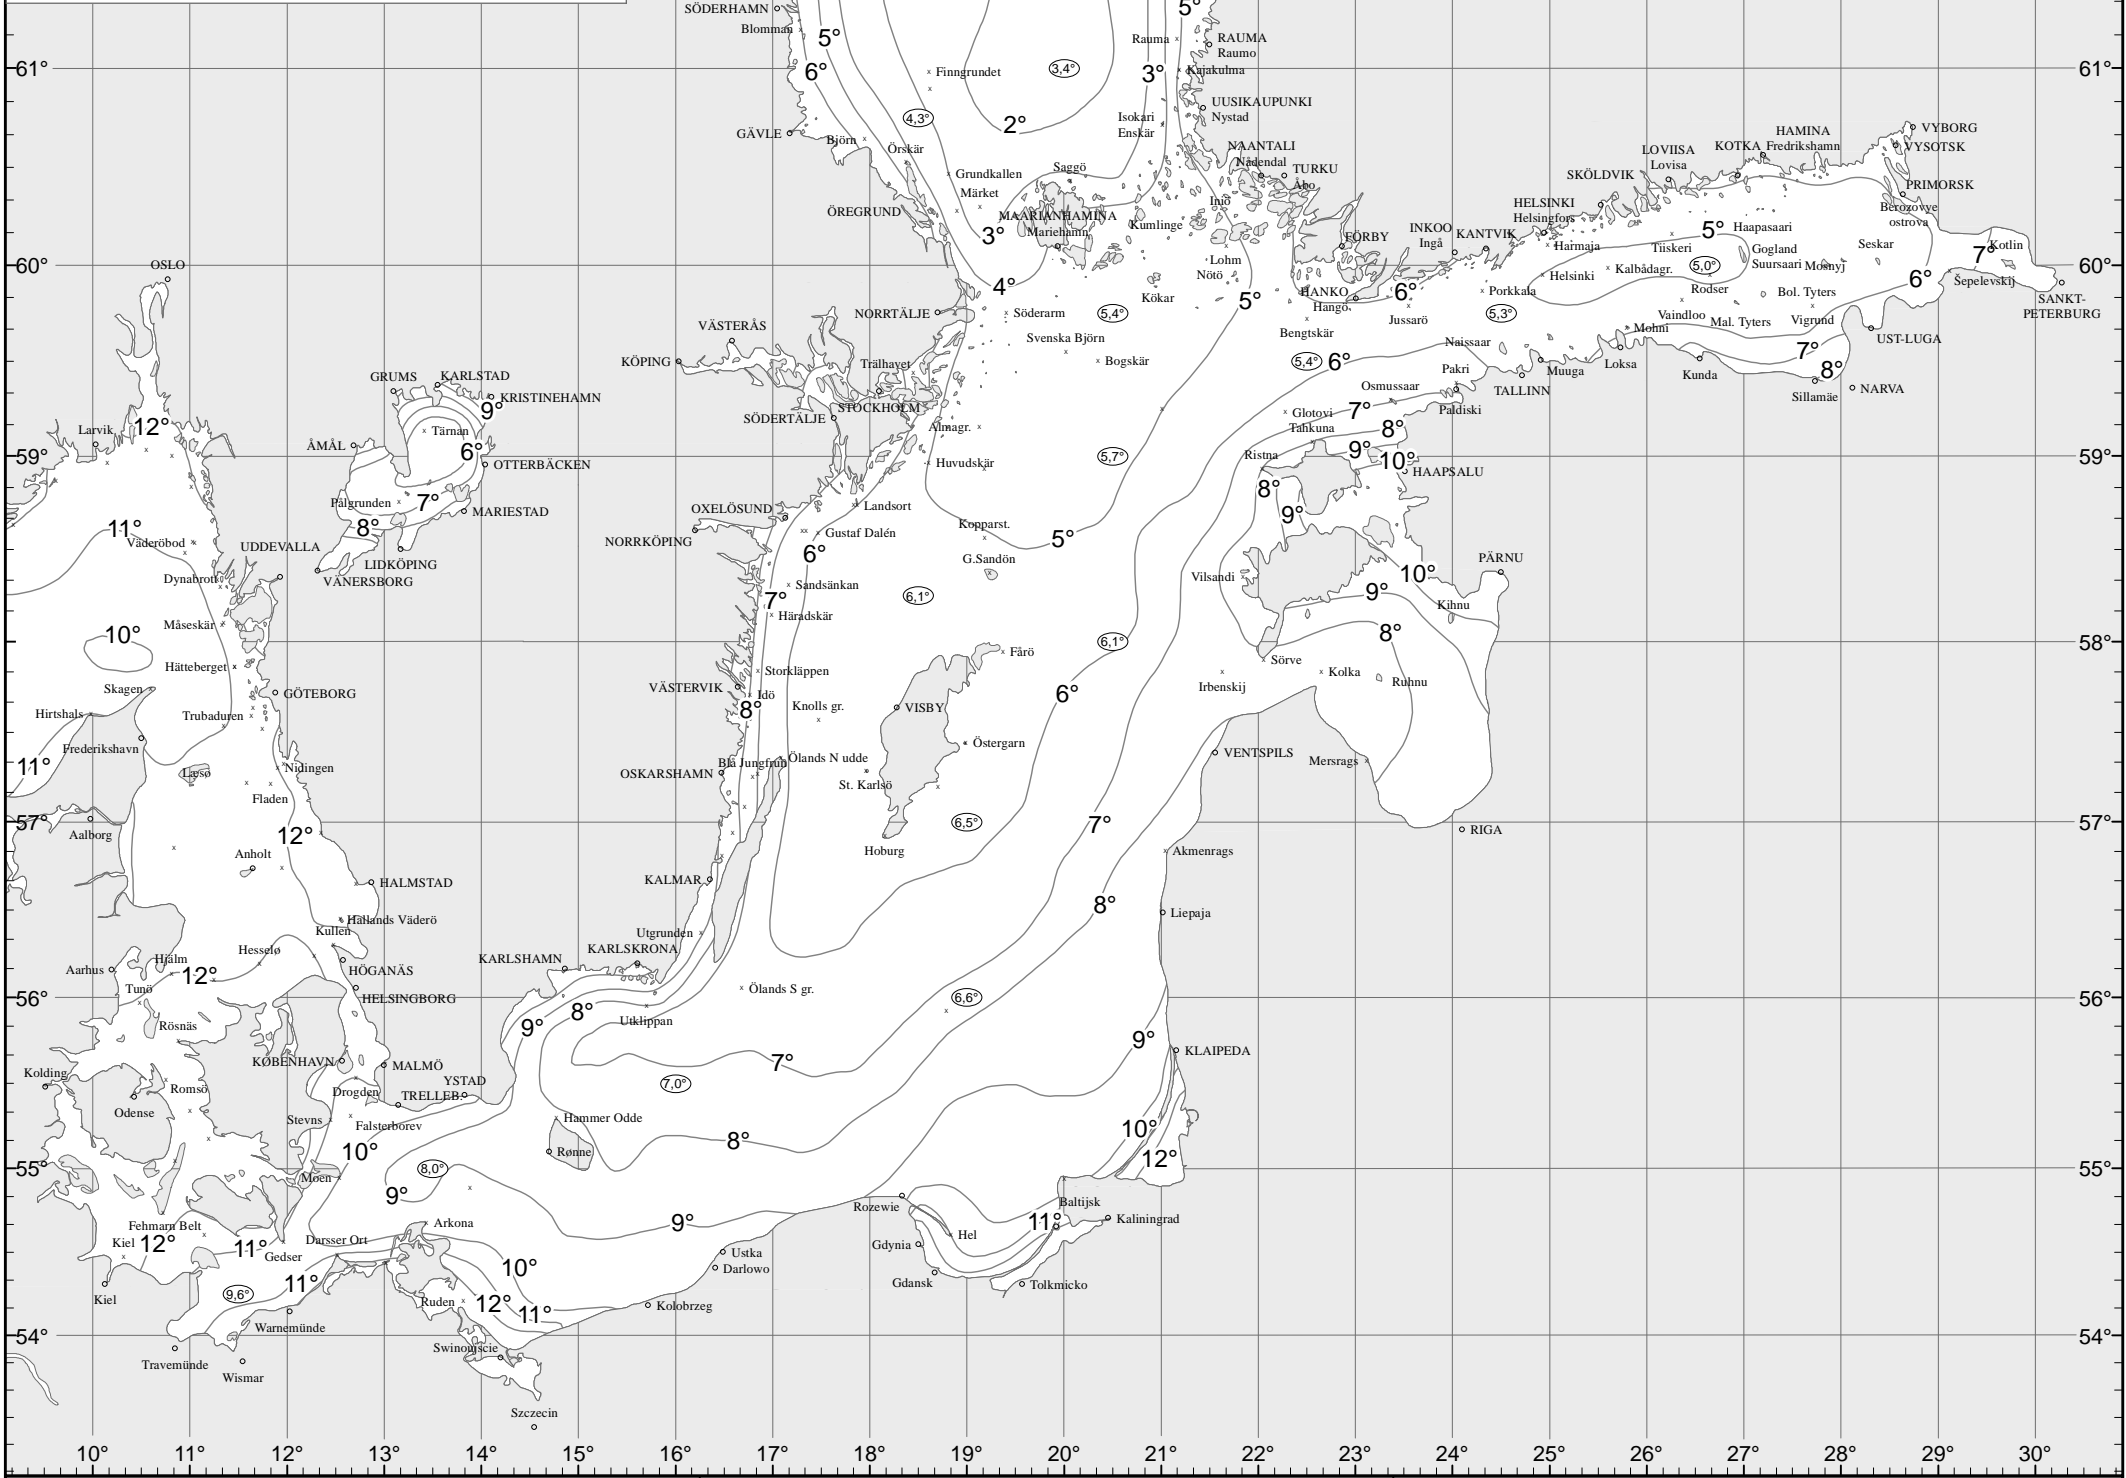 SÖDERHAMN
5°
Blomman
5°
Rauma
RAUMA
Raumo
61°
6°
Finngrundet
3,4°
3°
Kajakulma
61°
4,3°
2°
UUSIKAUPUNKI
Nystad
Isokari
Enskär
GÄVLE
Björn
Örskär
NAANTALI
Nådendal
HAMINA
Fredrikshamn
KOTKA
VYBORG
VYSOTSK
LOVIISA
Lovisa
Grundkallen
Saggö
TURKU
Åbo
SKÖLDVIK
PRIMORSK
Märket
ÖREGRUND
MAARIANHAMINA
Mariehamn
Iniö
Kumlinge
HELSINKI
Helsingfors
Berozovye
ostrova
3°
FÖRBY
INKOO
Ingå
KANTVIK
Harmaja
5°
Haapasaari
Tiiskeri
Gogland
Suursaari
Mosnyj
Seskar
7°
Kotlin
OSLO
60°
Lohm
Nötö
Helsinki
Kalbådagr.
5,0°
60°
4°
Kökar
5°
HANKO
Hangö
6°
Porkkala
Rodser
Bol. Tyters
6°
Šepelevskij
SANKT-
PETERBURG
NORRTÄLJE
Söderarm
5,4°
Jussarö
5,3°
Vaindloo
Mal. Tyters
Vigrund
VÄSTERÅS
Svenska Björn
Bengtskär
Mohni
UST-LUGA
KÖPING
Trälhavet
Bogskär
5,4°
6°
Naissaar
Pakri
Muuga
Loksa
7°
8°
GRUMS
KARLSTAD
Osmussaar
TALLINN
Kunda
Sillamäe
NARVA
KRISTINEHAMN
9°
STOCKHOLM
SÖDERTÄLJE
Glotovi
Tahkuna
7°
Paldiski
Larvik
12°
Tärnan
Almagr.
8°
ÅMÅL
6°
59°
OTTERBÄCKEN
Huvudskär
5,7°
Ristna
9°
10°
HAAPSALU
59°
Pålgrunden
7°
MARIESTAD
OXELÖSUND
Landsort
8°
9°
11°
8°
Kopparst.
Väderöbod
UDDEVALLA
LIDKÖPING
NORRKÖPING
6°
Gustaf Dalén
5°
G.Sandön
PÄRNU
Dynabrott
VÄNERSBORG
Sandsänkan
Vilsandi
10°
7°
6,1°
9°
Kihnu
Måseskär
Häradskär
10°
6,1°
8°
58°
Hätteberget
Storkläppen
Fårö
Sörve
58°
Skagen
GÖTEBORG
VÄSTERVIK
Idö
Irbenskij
Kolka
Ruhnu
6°
Hirtshals
Trubaduren
8°
Knolls gr.
VISBY
Frederikshavn
Östergarn
VENTSPILS
11°
Læsø
Nidingen
OSKARSHAMN
Blå Jungfrun
Ölands N udde
St. Karlsö
Mersrags
Fladen
57°
Aalborg
12°
6,5°
7°
RIGA
57°
Anholt
Hoburg
Akmenrags
HALMSTAD
KALMAR
8°
Liepaja
Hallands Väderö
Kullen
Utgrunden
Hesselø
KARLSKRONA
Hjälm
KARLSHAMN
Aarhus
12°
HÖGANÄS
Tunö
Ölands S gr.
56°
HELSINGBORG
6,6°
56°
8°
Utklippan
9°
Rösnäs
9°
KØBENHAVN
MALMÖ
7°
KLAIPEDA
Kolding
Romsö
YSTAD
7,0°
Drogden
TRELLEB.
Odense
Stevns
Falsterborev
Hammer Odde
10°
10°
8°
Rønne
12°
55°
Moen
8,0°
55°
9°
Baltijsk
Rozewie
Fehmarn Belt
Arkona
9°
11°
Kaliningrad
Kiel
12°
11°
Gedser
Darsser Ort
Hel
Gdynia
Ustka
Darlowo
10°
11°
Gdansk
Tolkmicko
9,6°
Kiel
Ruden
12°
11°
Kolobrzeg
Warnemünde
54°
Swinoujscie
54°
Travemünde
Wismar
Szczecin
10° 11° 12° 13° 14° 15° 16° 17° 18° 19° 20° 21° 22° 23° 24° 25° 26° 27° 28° 29° 30°